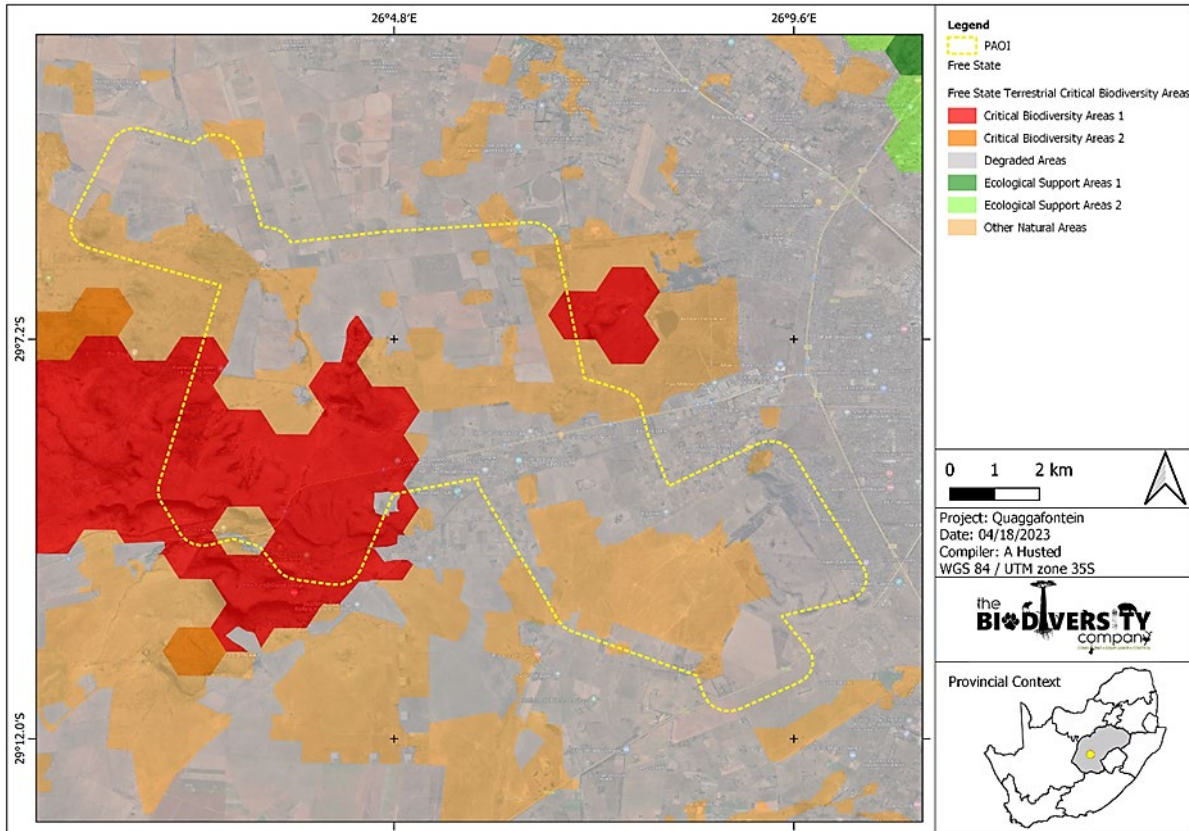 26°4.8'E
26°9.6'E
29°7.2'S
29°12.0'S
Legend
PAOI
Free State
Free State Terrestrial Critical Biodiversity Areas
Critical Biodiversity Areas 1
Critical Biodiversity Areas 2
Degraded Areas
Ecological Support Areas 1
Ecological Support Areas 2
Other Natural Areas
0 1 2 km
Project: Quaggafontein
Date: 04/18/2023
Compiler: A Husted
WGS 84 / UTM zone 35S
the
BIODIVERSITY
company
Provincial Context